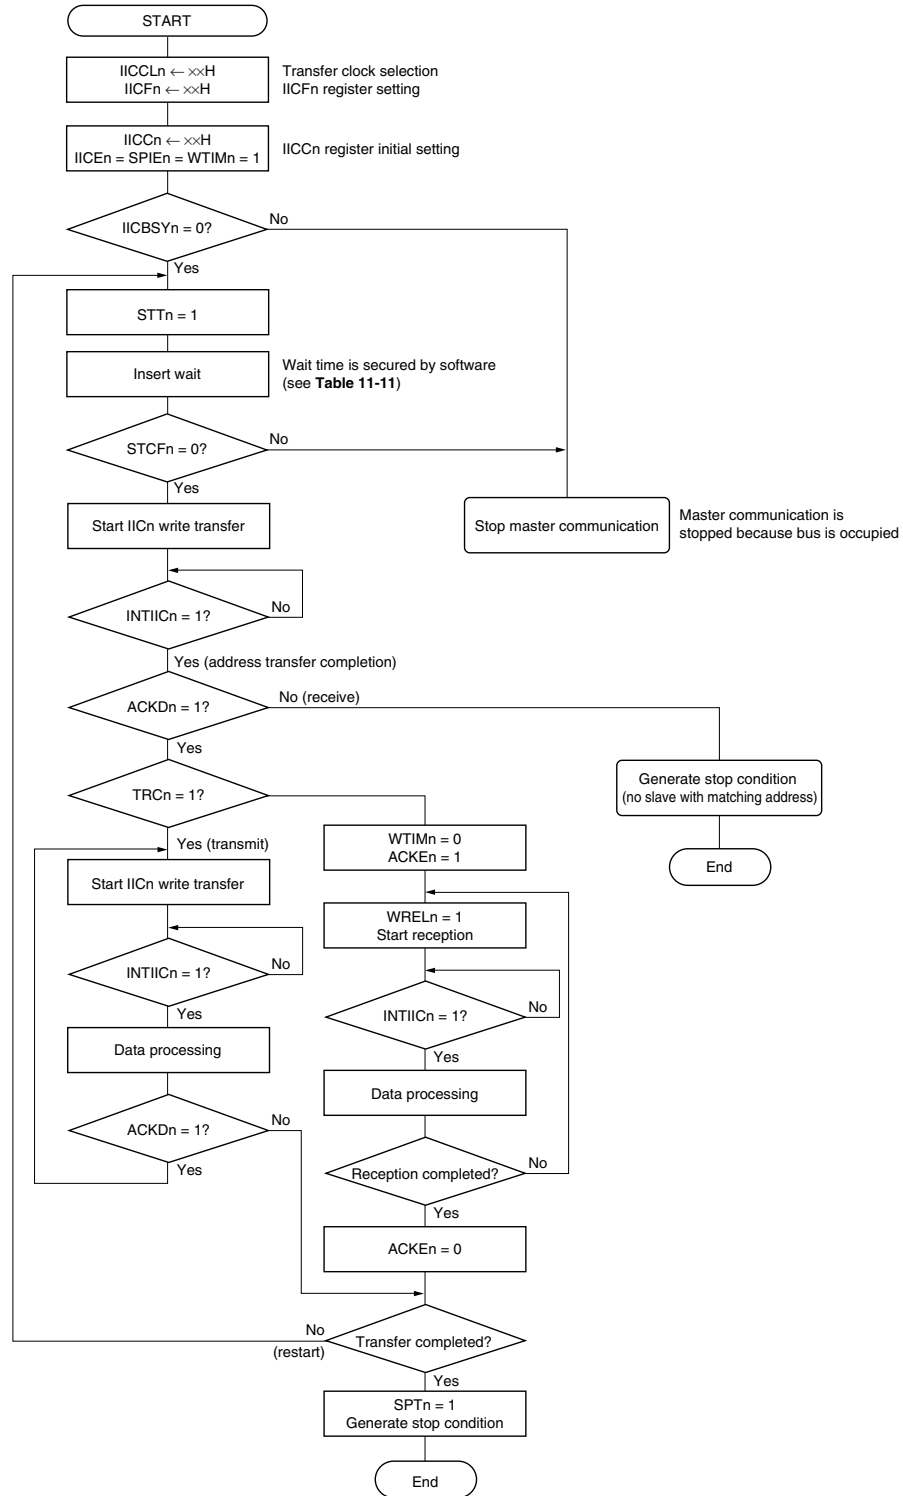 START
IICCLn ← ××H
IICFn ← ××H
Transfer clock selection
IICFn register setting
IICCn ← ××H
IICEn = SPIEn = WTIMn = 1
IICCn register initial setting
IICBSYn = 0?
No
Yes
STTn = 1
Insert wait
Wait time is secured by software
(see Table 11-11)
STCFn = 0?
No
Yes
Start IICn write transfer
Stop master communication
Master communication is
stopped because bus is occupied
INTIICn = 1?
No
Yes (address transfer completion)
ACKDn = 1?
No (receive)
Yes
Generate stop condition
(no slave with matching address)
End
TRCn = 1?
Yes (transmit)
WTIMn = 0
ACKEn = 1
Start IICn write transfer
WRELn = 1
Start reception
INTIICn = 1?
No
Yes
INTIICn = 1?
No
Yes
Data processing
Data processing
ACKDn = 1?
No
Yes
Reception completed?
No
Yes
ACKEn = 0
Transfer completed?
No
(restart)
Yes
SPTn = 1
Generate stop condition
End